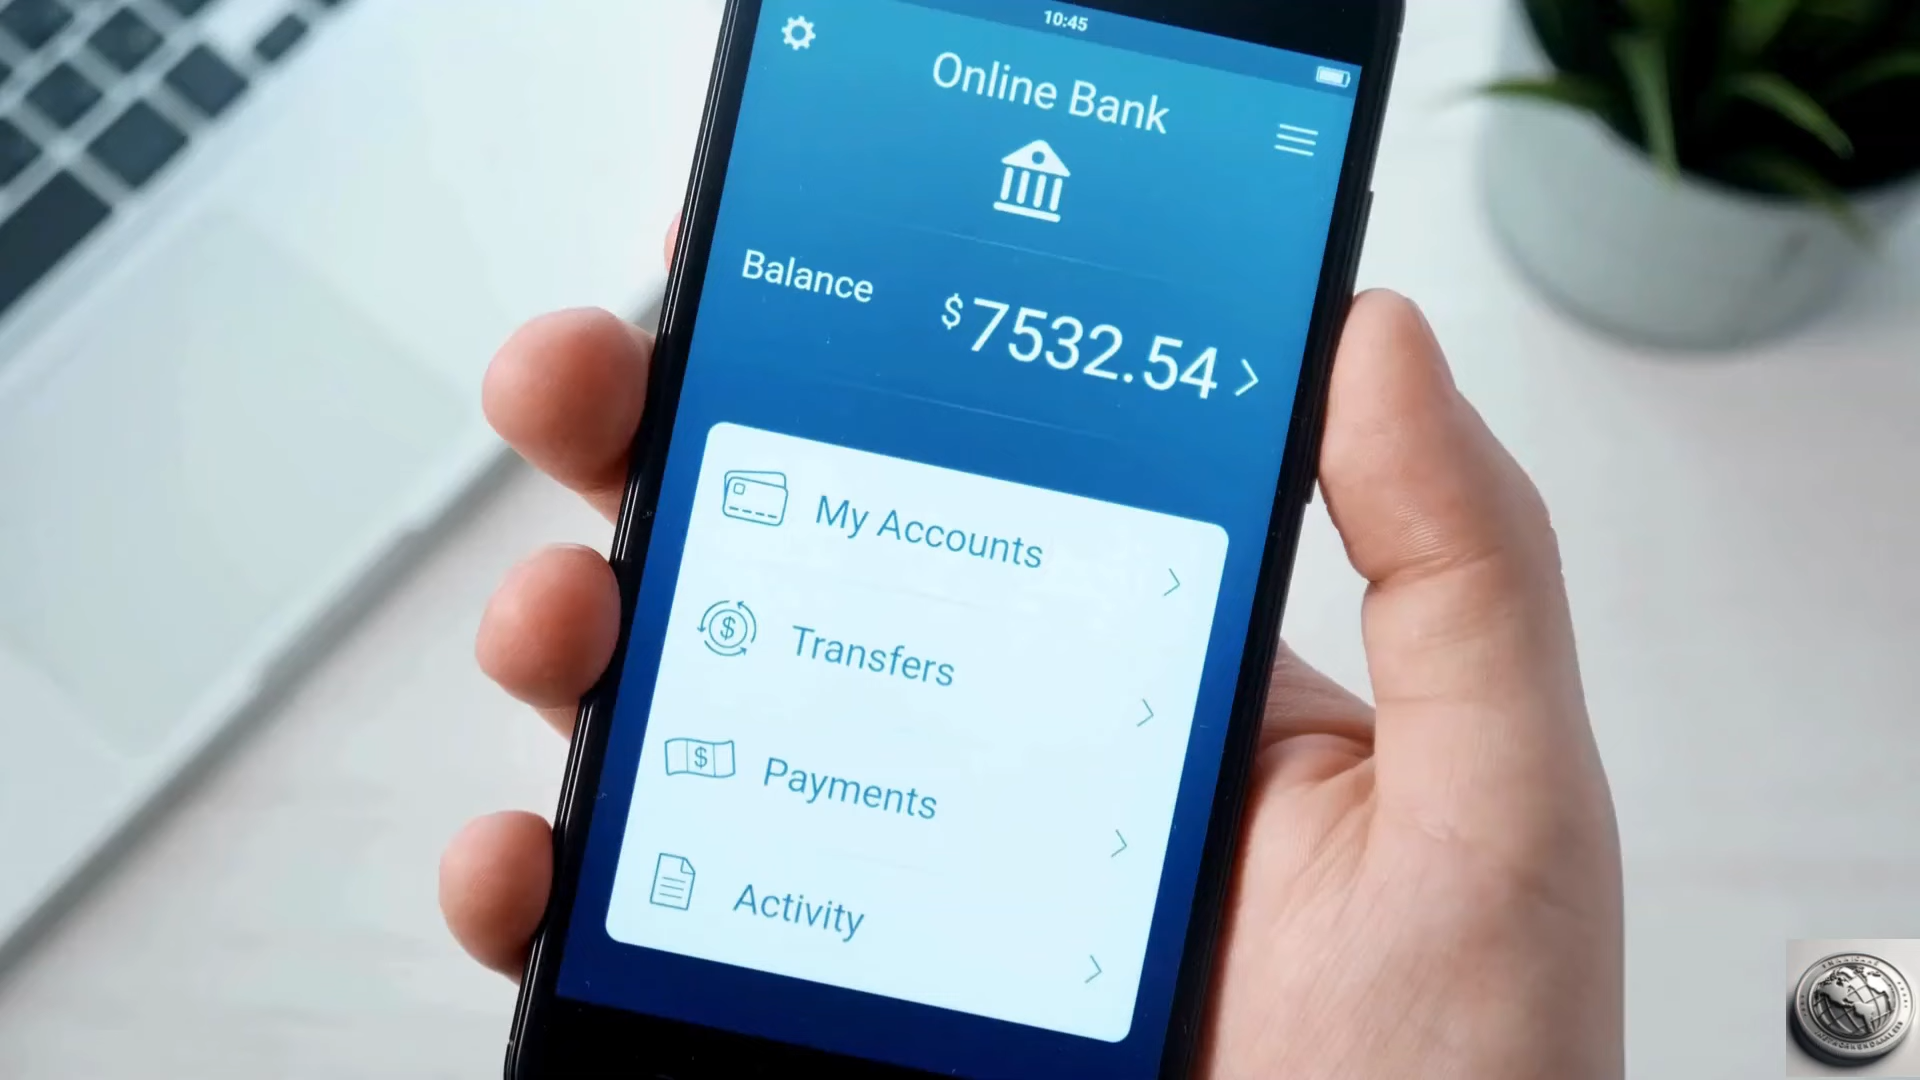 10:45
Online Bank
Balance $7532.54
My Accounts
$ Transfers
$ Payments
Activity